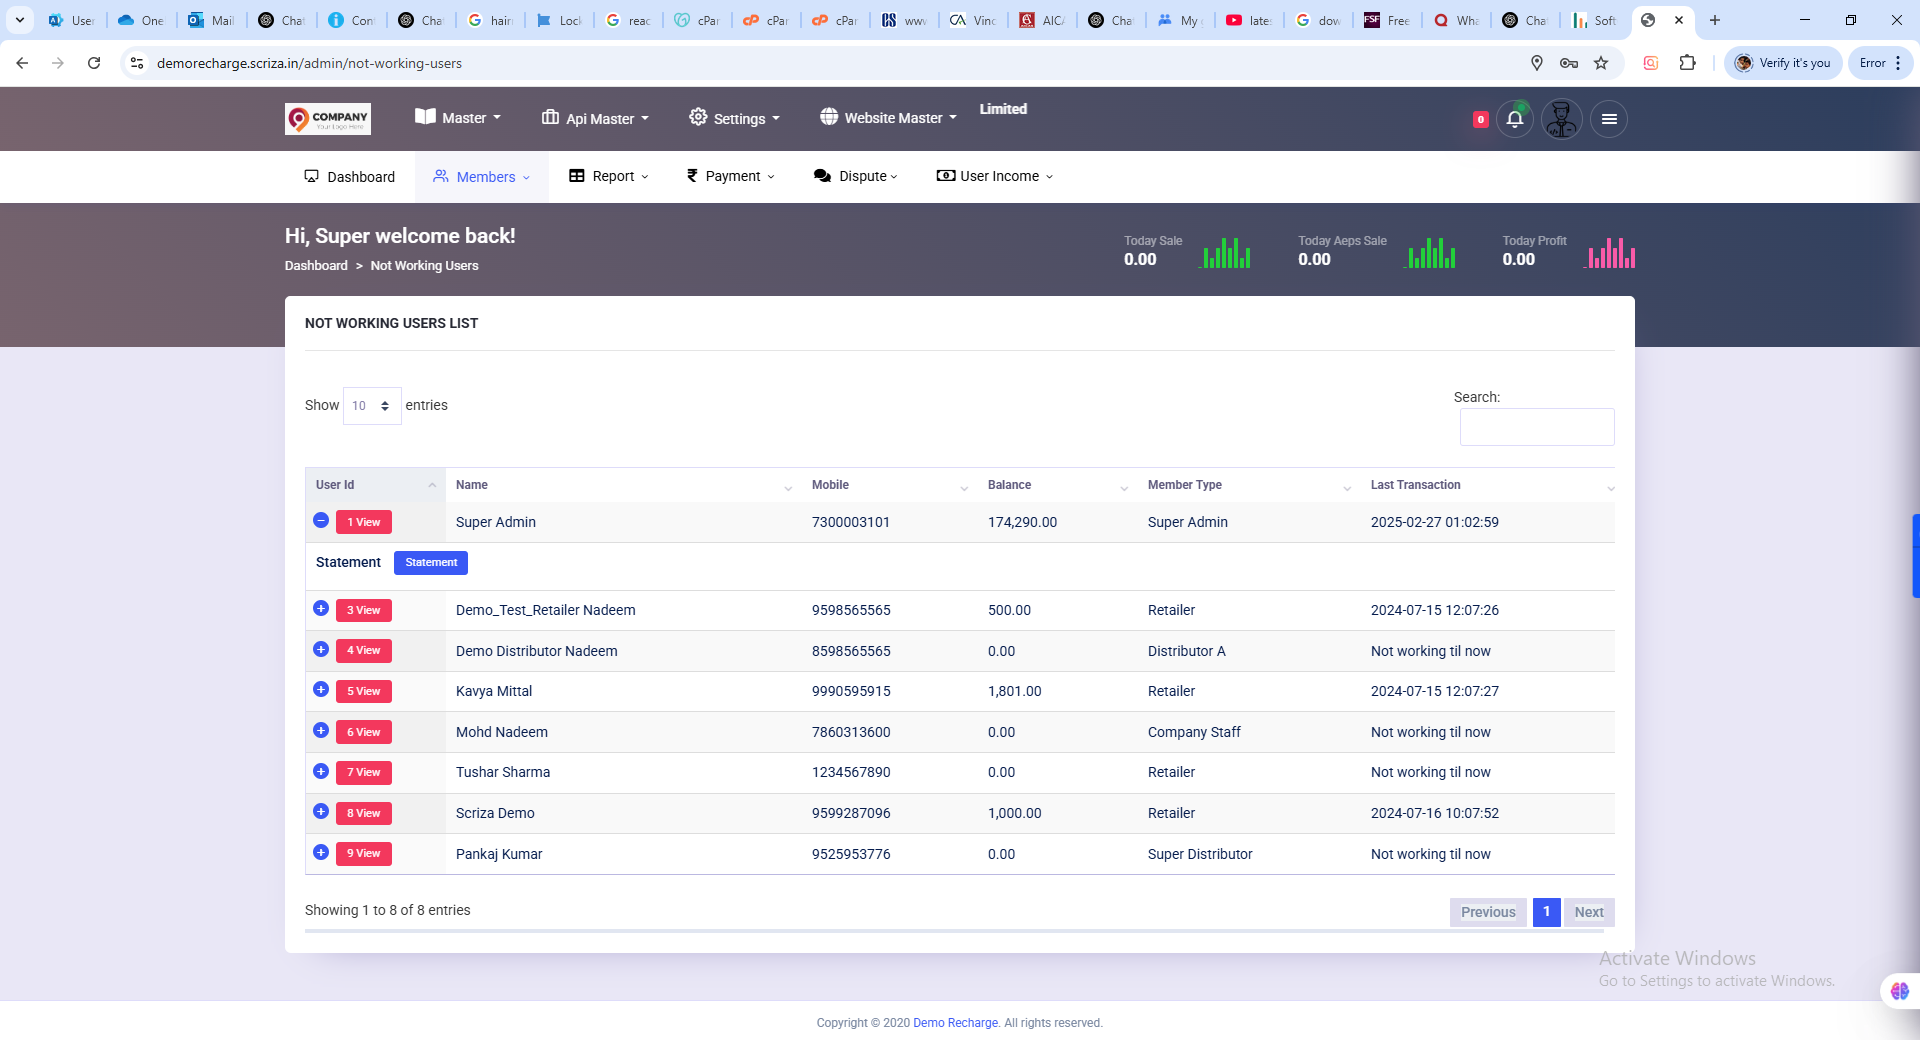 User
One
Mail
Chat
Con
Chat
hairi
Lock
reac
cPar
cPar
cPar
www
Vinc
AICA
Chat
My
late
dow
Free
Wha
Chat
Soft
demorecharge.scriza.in/admin/not-working-users
Verify it's you
Error
COMPANY
Your Logo Here
Master
Api Master
Settings
Website Master
Limited
0
Dashboard
Members
Report
Payment
Dispute
User Income
Hi, Super welcome back!
Dashboard > Not Working Users
Today Sale
0.00
Today Aeps Sale
0.00
Today Profit
0.00
NOT WORKING USERS LIST
Show 10 entries
Search:
User Id Name Mobile Balance Member Type Last Transaction
1 View Super Admin 7300003101 174,290.00 Super Admin 2025-02-27 01:02:59
Statement Statement
3 View Demo_Test_Retailer Nadeem 9598565565 500.00 Retailer 2024-07-15 12:07:26
4 View Demo Distributor Nadeem 8598565565 0.00 Distributor A Not working til now
5 View Kavya Mittal 9990595915 1,801.00 Retailer 2024-07-15 12:07:27
6 View Mohd Nadeem 7860313600 0.00 Company Staff Not working til now
7 View Tushar Sharma 1234567890 0.00 Retailer Not working til now
8 View Scriza Demo 9599287096 1,000.00 Retailer 2024-07-16 10:07:52
9 View Pankaj Kumar 9525953776 0.00 Super Distributor Not working til now
Showing 1 to 8 of 8 entries
Previous 1 Next
Activate Windows
Go to Settings to activate Windows.
Copyright © 2020 Demo Recharge. All rights reserved.